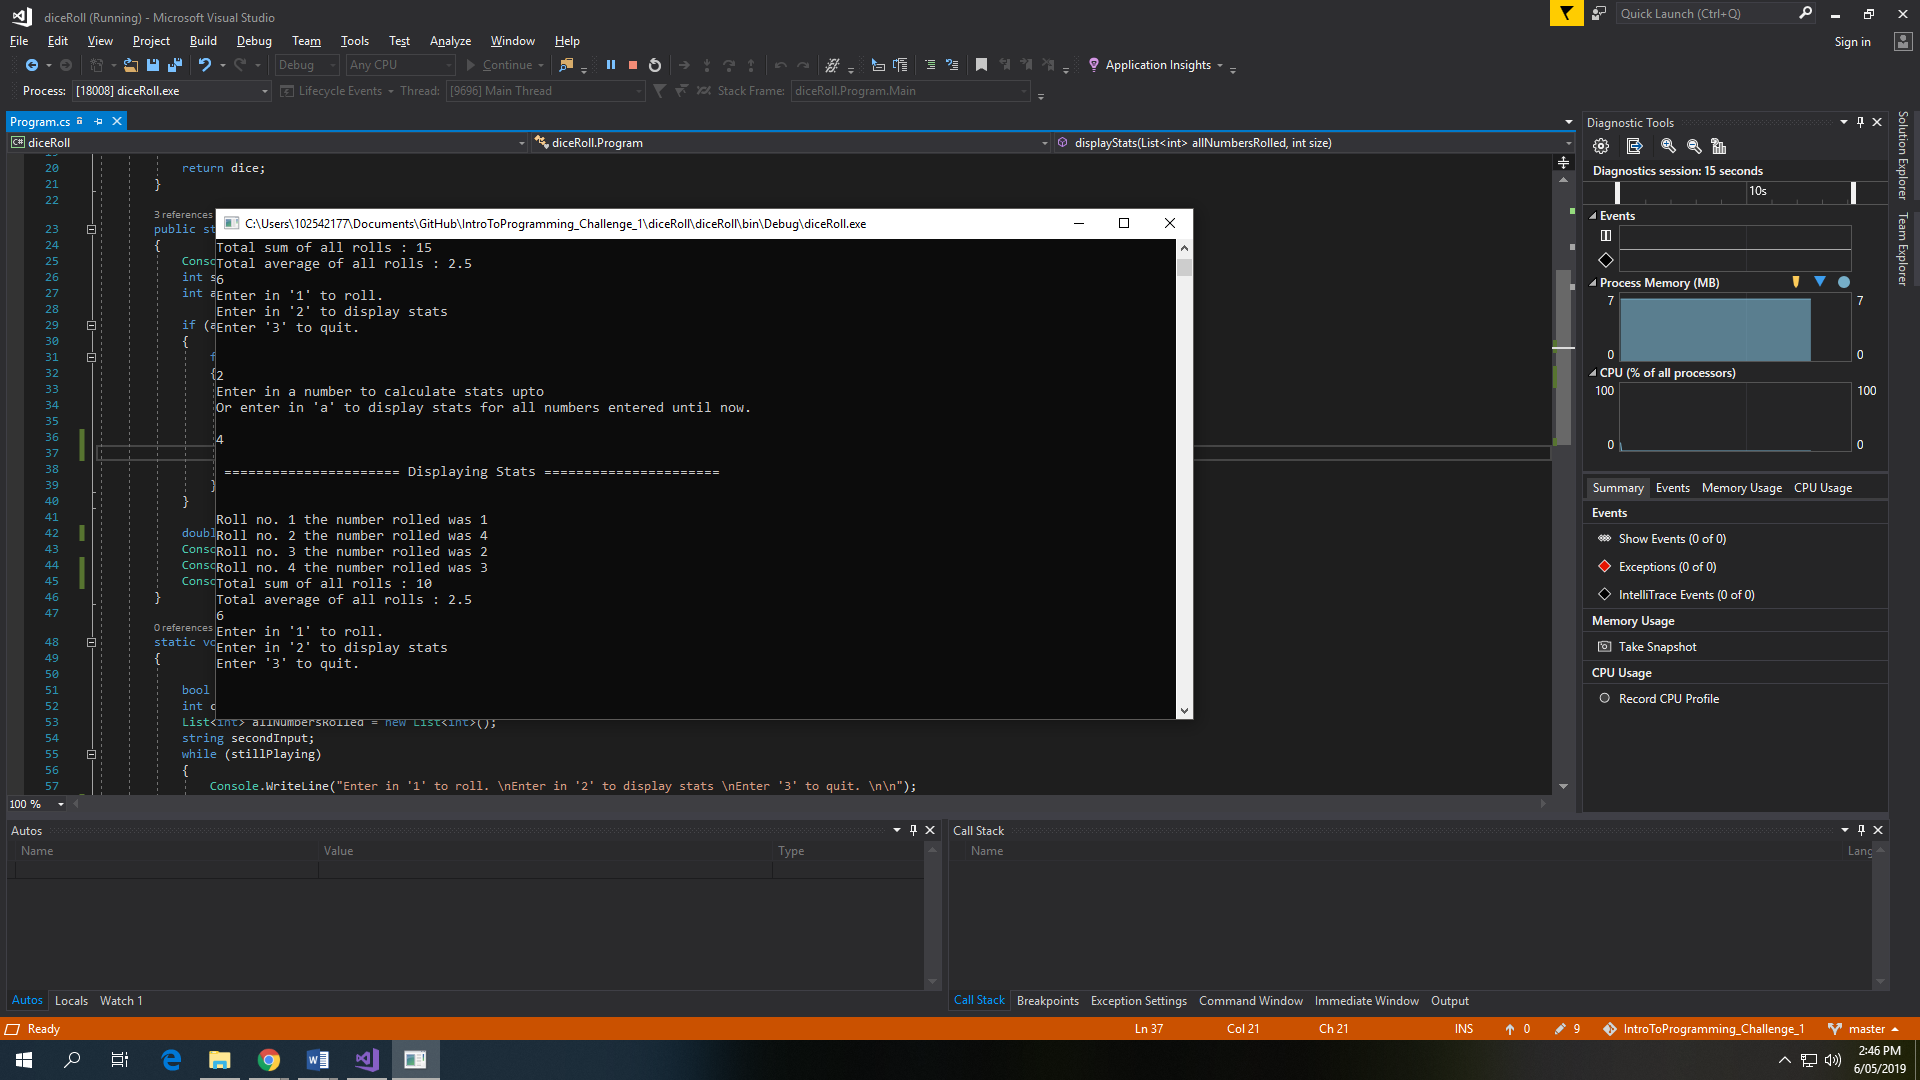 diceRoll (Running) - Microsoft Visual Studio
Quick Launch (Ctrl+Q)
File Edit View Project Build Debug Team Tools Test Analyze Window Help
Sign in
Debug Any CPU Continue Application Insights
Process: [18008] diceRoll.exe Lifecycle Events Thread: [9696] Main Thread Stack Frame: diceRoll.Program.Main
Program.cs
diceRoll diceRoll.Program displayStats(List<int> allNumbersRolled, int size)
20 return dice;
21 }
22
3 references
23 public st
24 {
25 Consc
26 int s
27 int a
28
29 if (a
30 {
31 f
32 {
33
34
35
36
37
38
39 }
40 }
41
42 doubl
43 Consc
44 Consc
45 Consc
46 }
47
0 references
48 static vo
49 {
50
51 bool
52 int c
53 List<int> allNumbersRolled = new List<int>();
54 string secondInput;
55 while (stillPlaying)
56 {
57 Console.WriteLine("Enter in '1' to roll. \nEnter in '2' to display stats \nEnter '3' to quit. \n\n");
100 %
C:\Users\102542177\Documents\GitHub\IntroToProgramming_Challenge_1\diceRoll\diceRoll\bin\Debug\diceRoll.exe
Total sum of all rolls : 15
Total average of all rolls : 2.5
6
Enter in '1' to roll.
Enter in '2' to display stats
Enter '3' to quit.
2
Enter in a number to calculate stats upto
Or enter in 'a' to display stats for all numbers entered until now.
4
====================== Displaying Stats ======================
Roll no. 1 the number rolled was 1
Roll no. 2 the number rolled was 4
Roll no. 3 the number rolled was 2
Roll no. 4 the number rolled was 3
Total sum of all rolls : 10
Total average of all rolls : 2.5
6
Enter in '1' to roll.
Enter in '2' to display stats
Enter '3' to quit.
Diagnostic Tools
Diagnostics session: 15 seconds
10s
Events
Process Memory (MB)
7 7
0 0
CPU (% of all processors)
100 100
0 0
Summary Events Memory Usage CPU Usage
Events
Show Events (0 of 0)
Exceptions (0 of 0)
IntelliTrace Events (0 of 0)
Memory Usage
Take Snapshot
CPU Usage
Record CPU Profile
Solution Explorer
Team Explorer
Autos
Name Value Type
Autos Locals Watch 1
Call Stack
Name Lang
Call Stack Breakpoints Exception Settings Command Window Immediate Window Output
Ready Ln 37 Col 21 Ch 21 INS 0 9 IntroToProgramming_Challenge_1 master
2:46 PM
6/05/2019